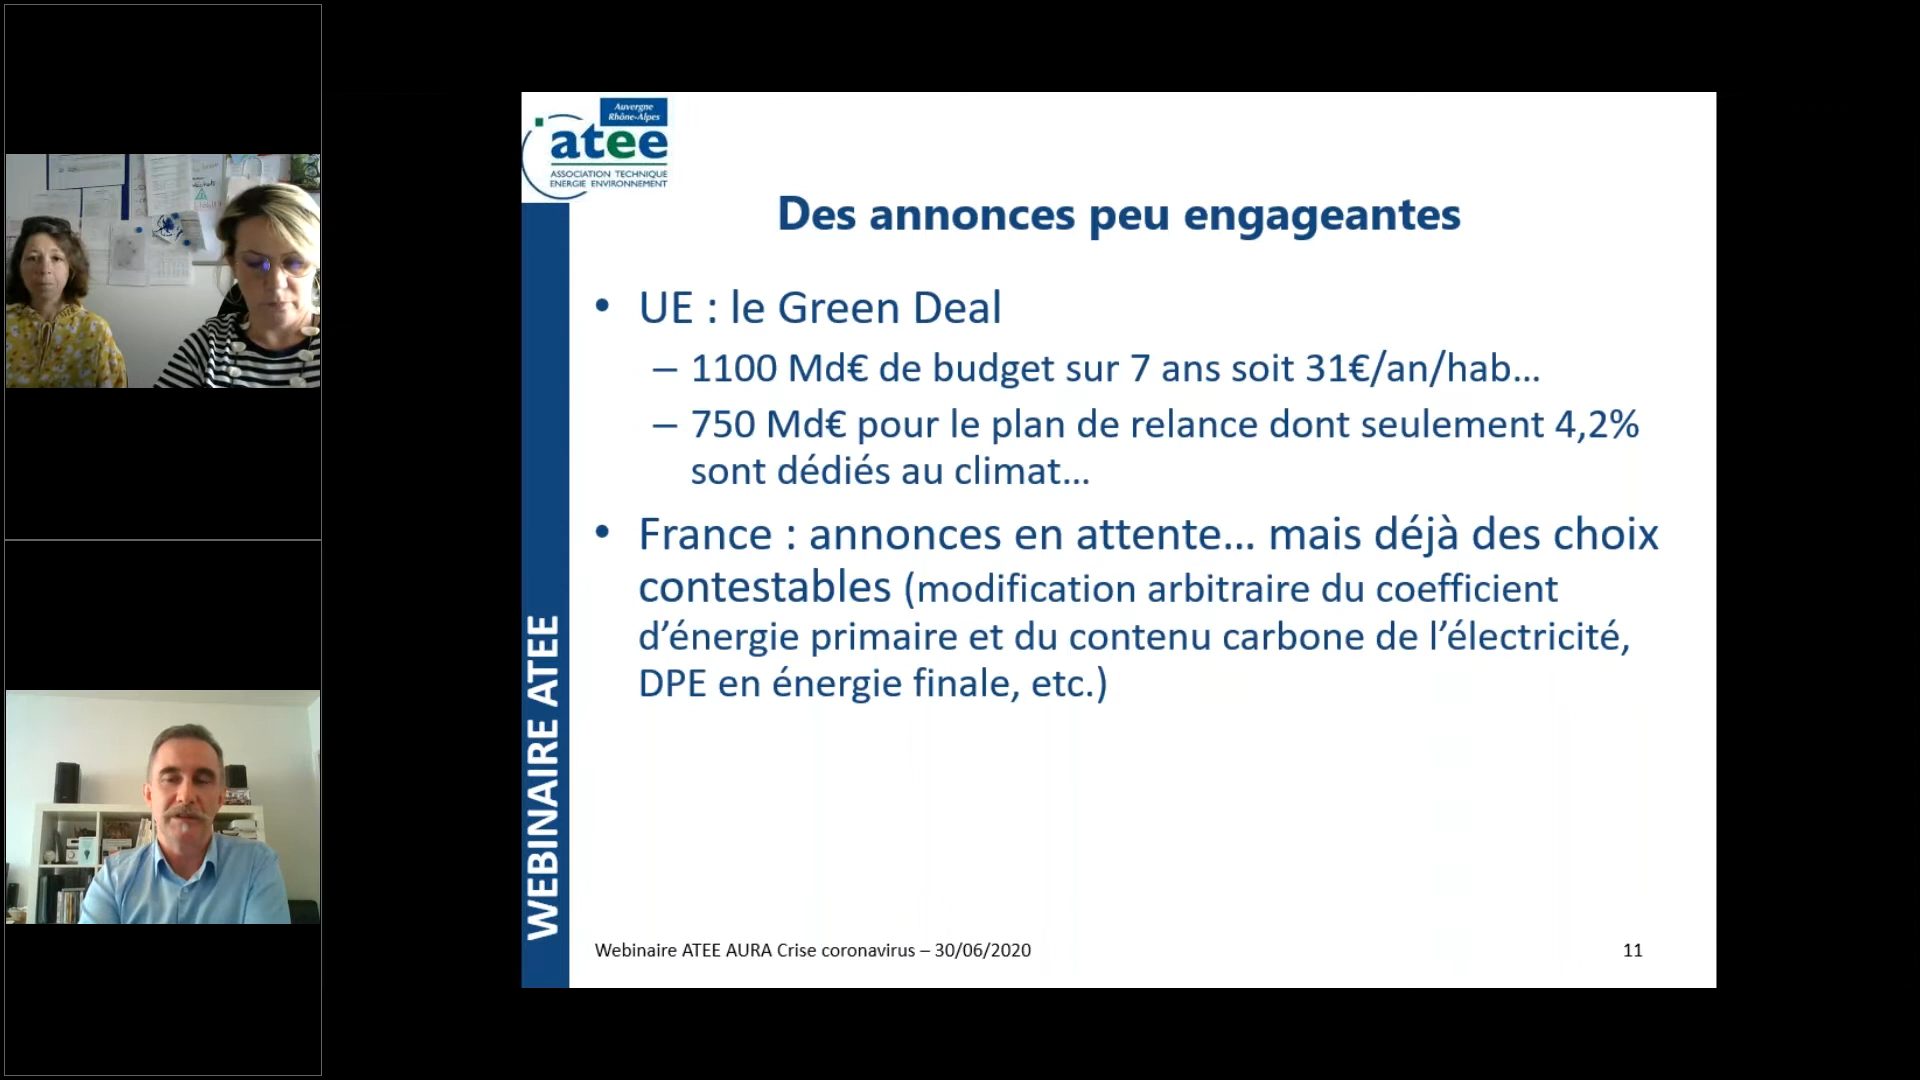 Auvergne
Rhône-Alpes
atee
ASSOCIATION TECHNIQUE
ENERGIE ENVIRONNEMENT
Des annonces peu engageantes
• UE : le Green Deal
– 1100 Md€ de budget sur 7 ans soit 31€/an/hab…
– 750 Md€ pour le plan de relance dont seulement 4,2%
sont dédiés au climat…
• France : annonces en attente… mais déjà des choix
contestables (modification arbitraire du coefficient
d’énergie primaire et du contenu carbone de l’électricité,
DPE en énergie finale, etc.)
WEBINAIRE ATEE
Webinaire ATEE AURA Crise coronavirus – 30/06/2020
11